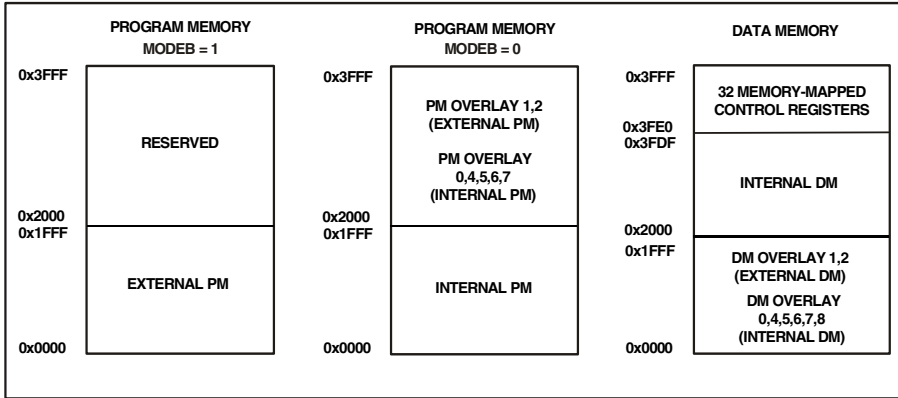 PROGRAM MEMORY
MODEB = 1
0x3FFF
RESERVED
0x2000
0x1FFF
EXTERNAL PM
0x0000
PROGRAM MEMORY
MODEB = 0
0x3FFF
PM OVERLAY 1,2
(EXTERNAL PM)
PM OVERLAY
0,4,5,6,7
(INTERNAL PM)
0x2000
0x1FFF
INTERNAL PM
0x0000
DATA MEMORY
0x3FFF
32 MEMORY-MAPPED
CONTROL REGISTERS
0x3FE0
0x3FDF
INTERNAL DM
0x2000
0x1FFF
DM OVERLAY 1,2
(EXTERNAL DM)
DM OVERLAY
0,4,5,6,7,8
(INTERNAL DM)
0x0000